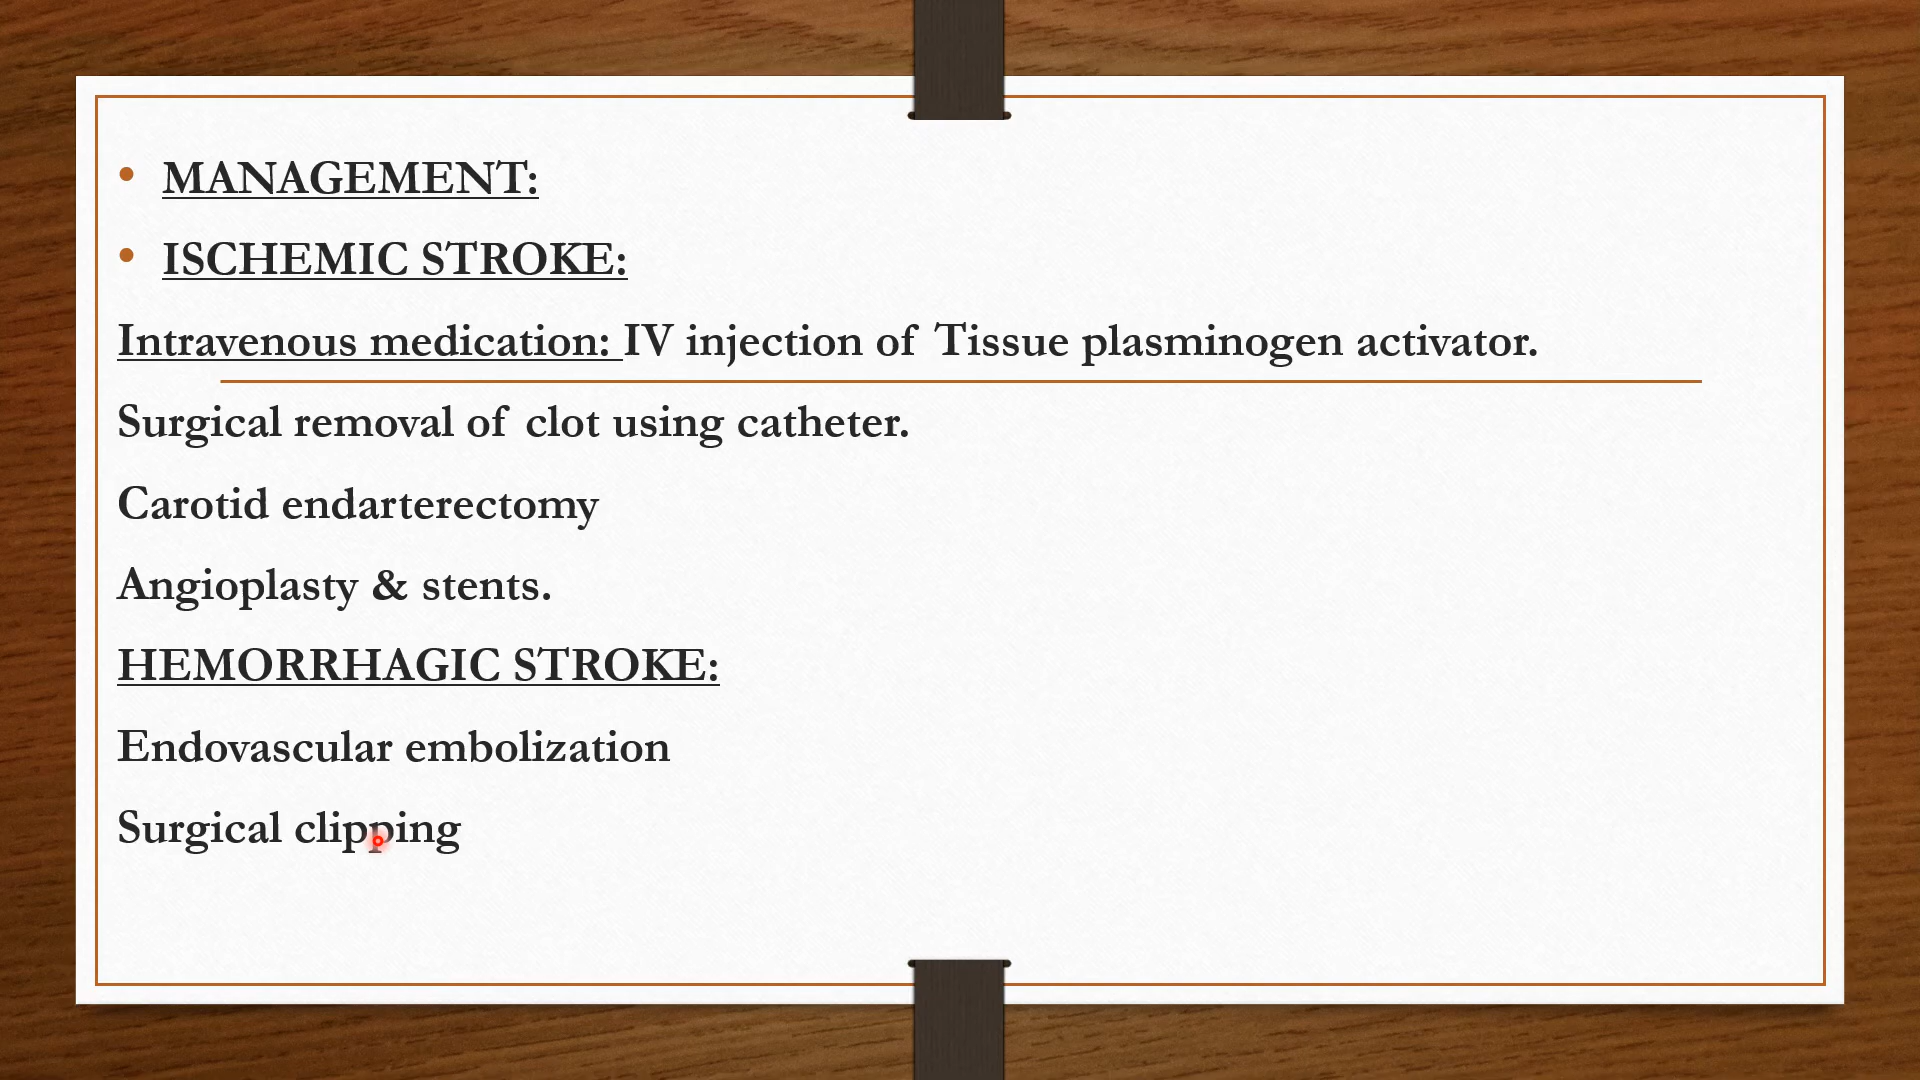 • MANAGEMENT:
• ISCHEMIC STROKE:
Intravenous medication: IV injection of Tissue plasminogen activator.
Surgical removal of clot using catheter.
Carotid endarterectomy
Angioplasty & stents.
HEMORRHAGIC STROKE:
Endovascular embolization
Surgical clipping